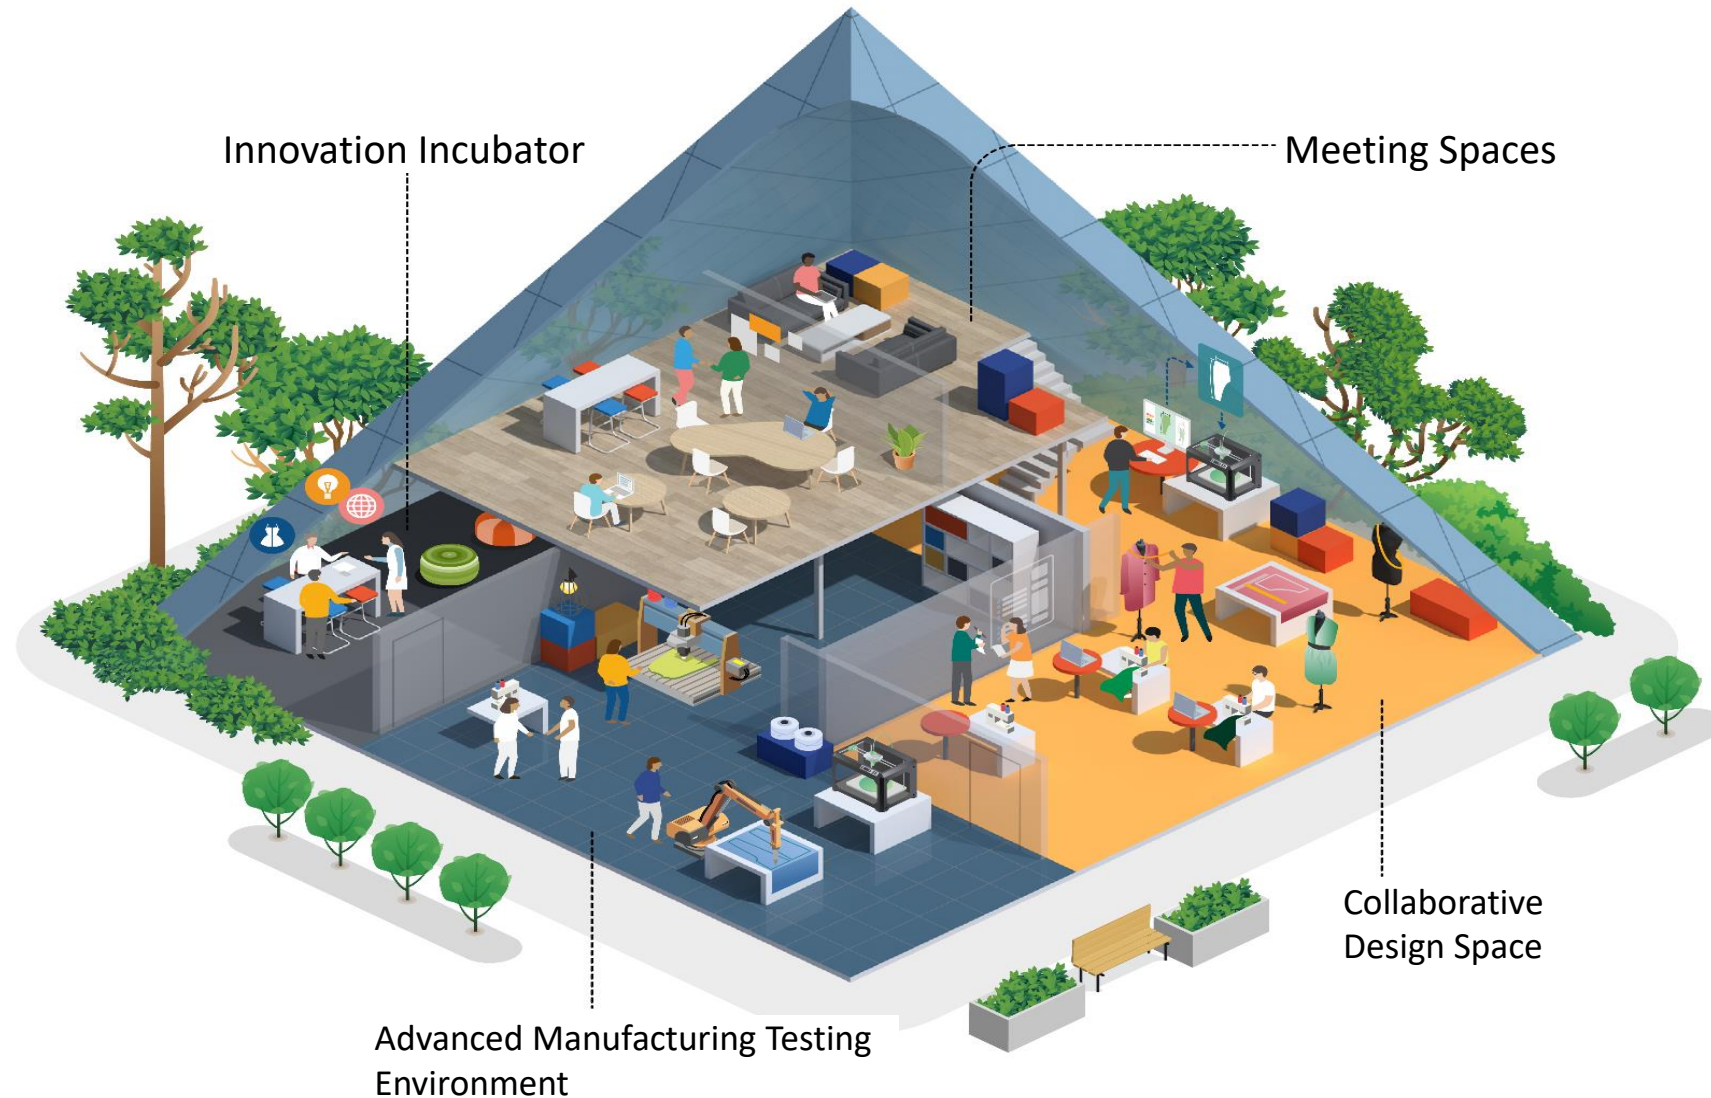 Innovation Incubator
Meeting Spaces
Collaborative
Design Space
Advanced Manufacturing Testing
Environment